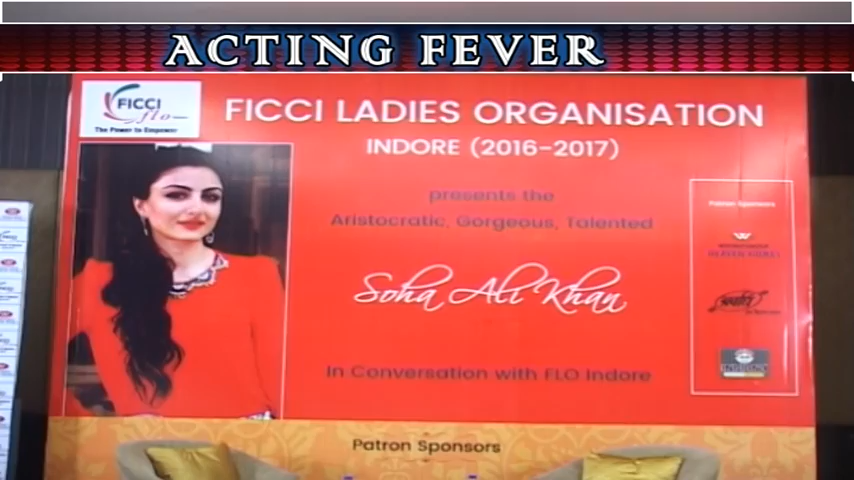 ACTING FEVER
FICCI
flo
The Power to Empower
FICCI LADIES ORGANISATION
INDORE (2016-2017)
presents the
Aristocratic, Gorgeous, Talented
Soha Ali Khan
In Conversation with FLO Indore
Patron Sponsors
Patron Sponsors